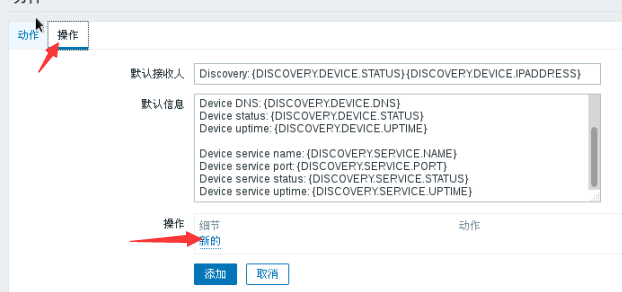 动作 操作
默认接收人 Discovery: {DISCOVERY.DEVICE.STATUS} {DISCOVERY.DEVICE.IPADDRESS}
默认信息 Device DNS: {DISCOVERY.DEVICE.DNS}
Device status: {DISCOVERY.DEVICE.STATUS}
Device uptime: {DISCOVERY.DEVICE.UPTIME}
Device service name: {DISCOVERY.SERVICE.NAME}
Device service port: {DISCOVERY.SERVICE.PORT}
Device service status: {DISCOVERY.SERVICE.STATUS}
Device service uptime: {DISCOVERY.SERVICE.UPTIME}
操作 细节 动作
新的
添加 取消